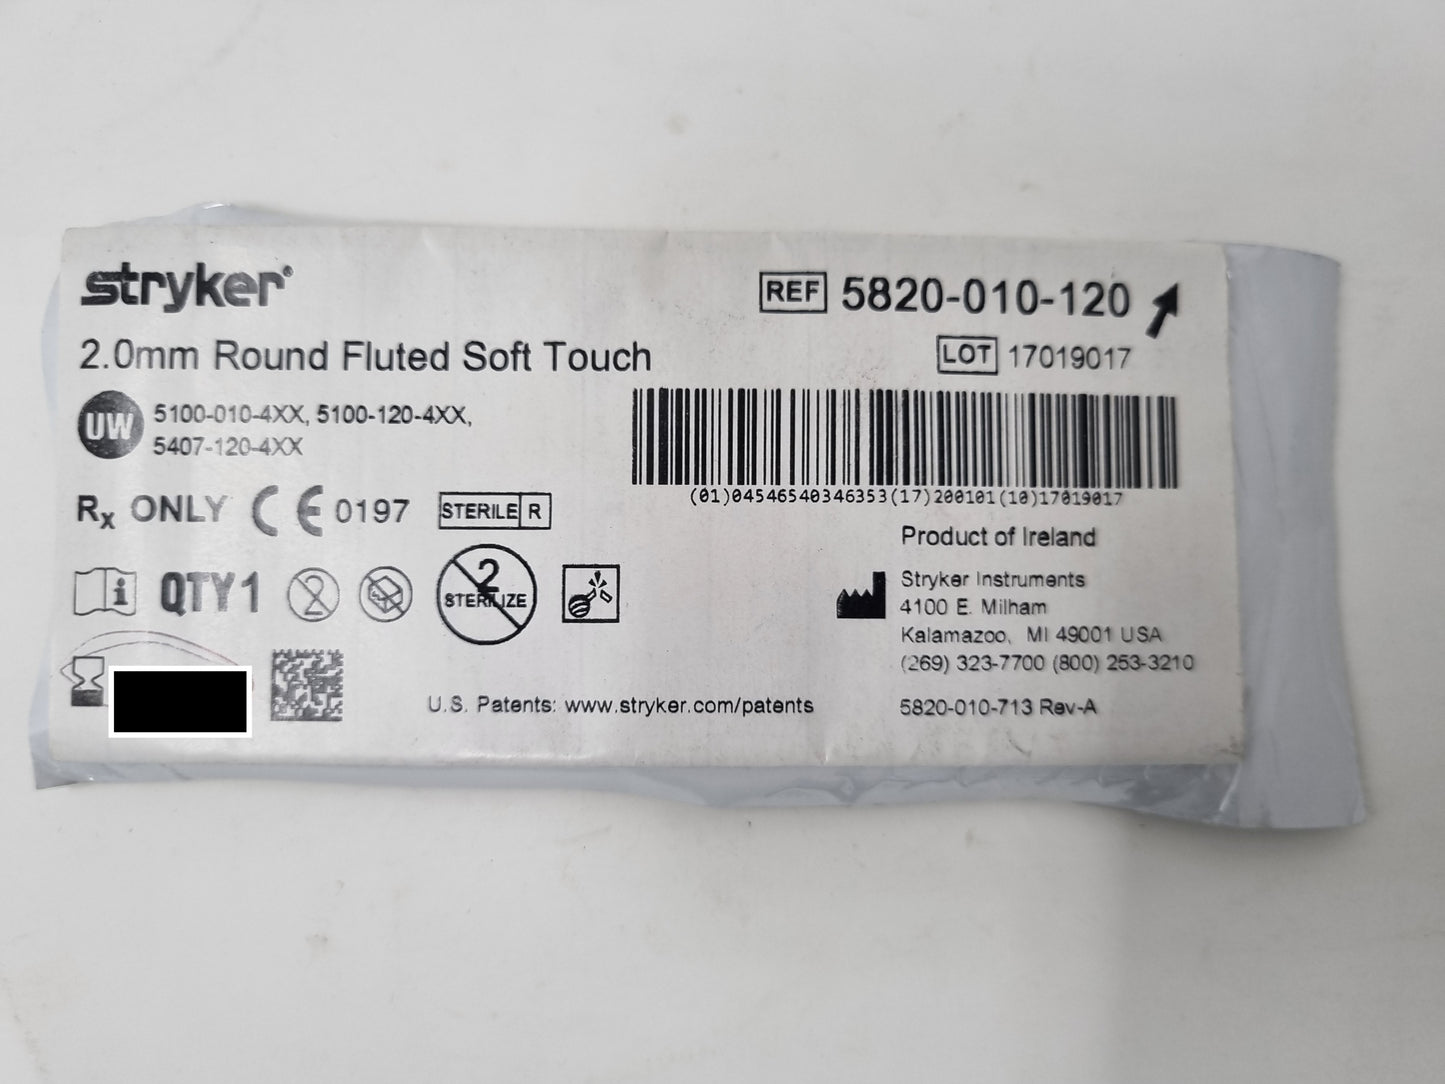 stryker®
REF 5820-010-120
2.0mm Round Fluted Soft Touch
LOT 17019017
UW 5100-010-4XX, 5100-120-4XX,
5407-120-4XX
(01)04546540346353(17)200101(10)17019017
Rx ONLY CE 0197 STERILE R
Product of Ireland
i QTY 1 2 2 STERILIZE
Stryker Instruments
4100 E. Milham
Kalamazoo, MI 49001 USA
(269) 323-7700 (800) 253-3210
U.S. Patents: www.stryker.com/patents
5820-010-713 Rev-A